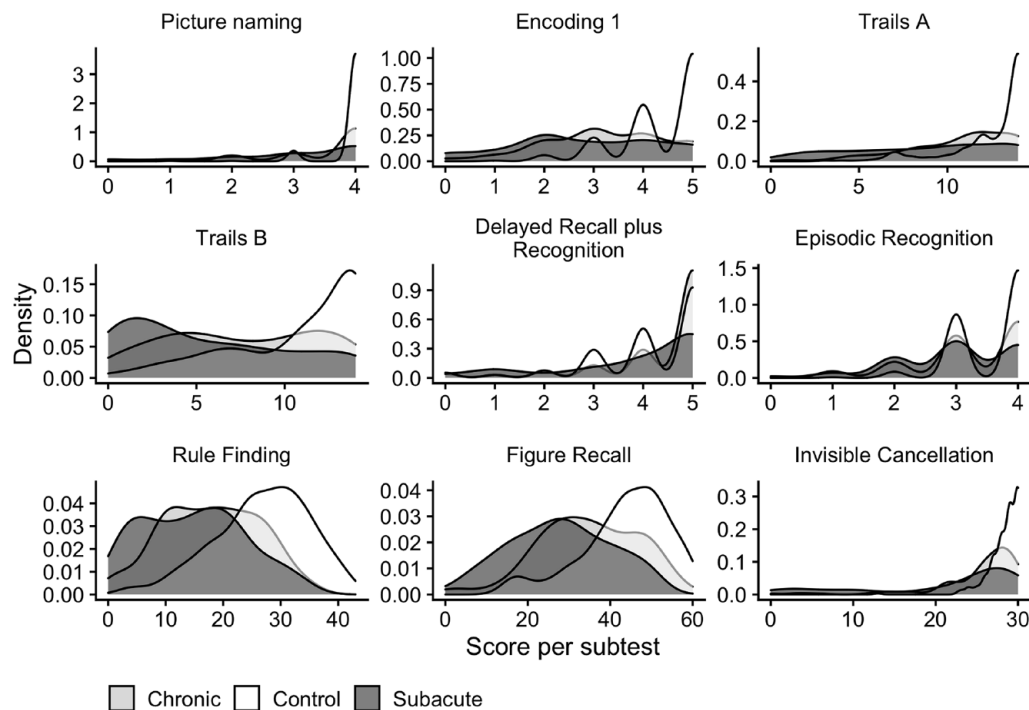 Picture naming
Encoding 1
Trails A
3
2
1
0
0 1 2 3 4
1.00
0.75
0.50
0.25
0.00
0 1 2 3 4 5
0.4
0.2
0.0
0 5 10
Trails B
Delayed Recall plus
Recognition
Episodic Recognition
Density
0.15
0.10
0.05
0.00
0 5 10
0.9
0.6
0.3
0.0
0 1 2 3 4 5
1.5
1.0
0.5
0.0
0 1 2 3 4
Rule Finding
Figure Recall
Invisible Cancellation
0.04
0.03
0.02
0.01
0.00
0 10 20 30 40
0.04
0.03
0.02
0.01
0.00
0 20 40 60
0.3
0.2
0.1
0.0
0 10 20 30
Score per subtest
Chronic Control Subacute